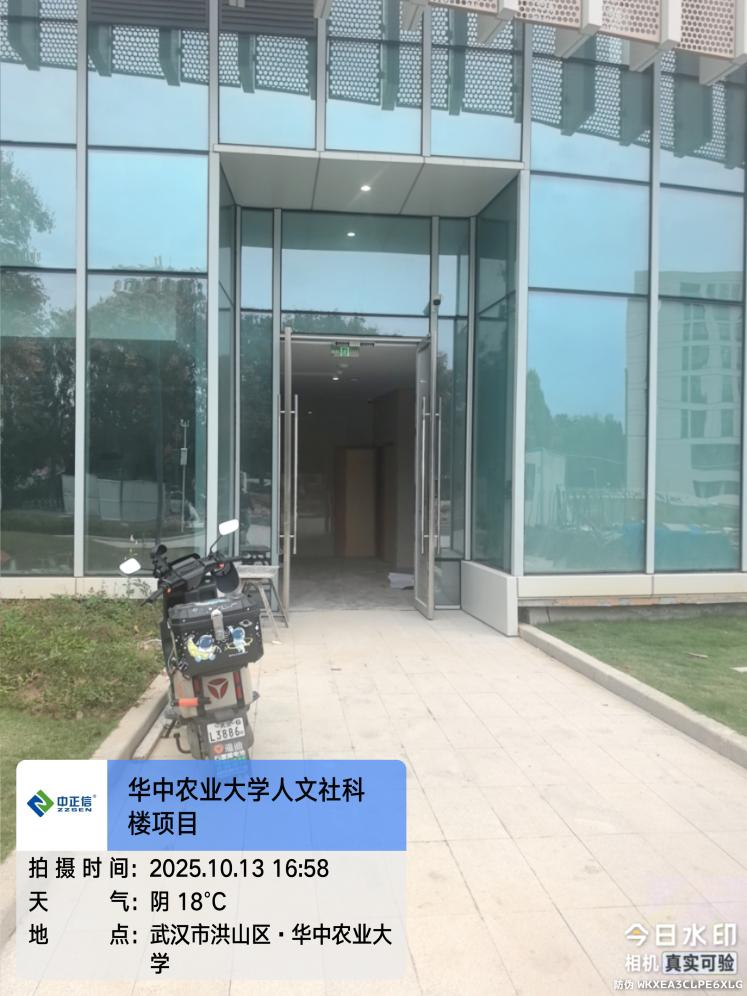 L3886
中正信
ZZSEN
华中农业大学人文社科
楼项目
拍摄时间: 2025.10.13 16:58
天气: 阴 18°C
地点: 武汉市洪山区·华中农业大
学
今日水印
相机 真实可验
防伪 WKXEA3CLPE6XLG